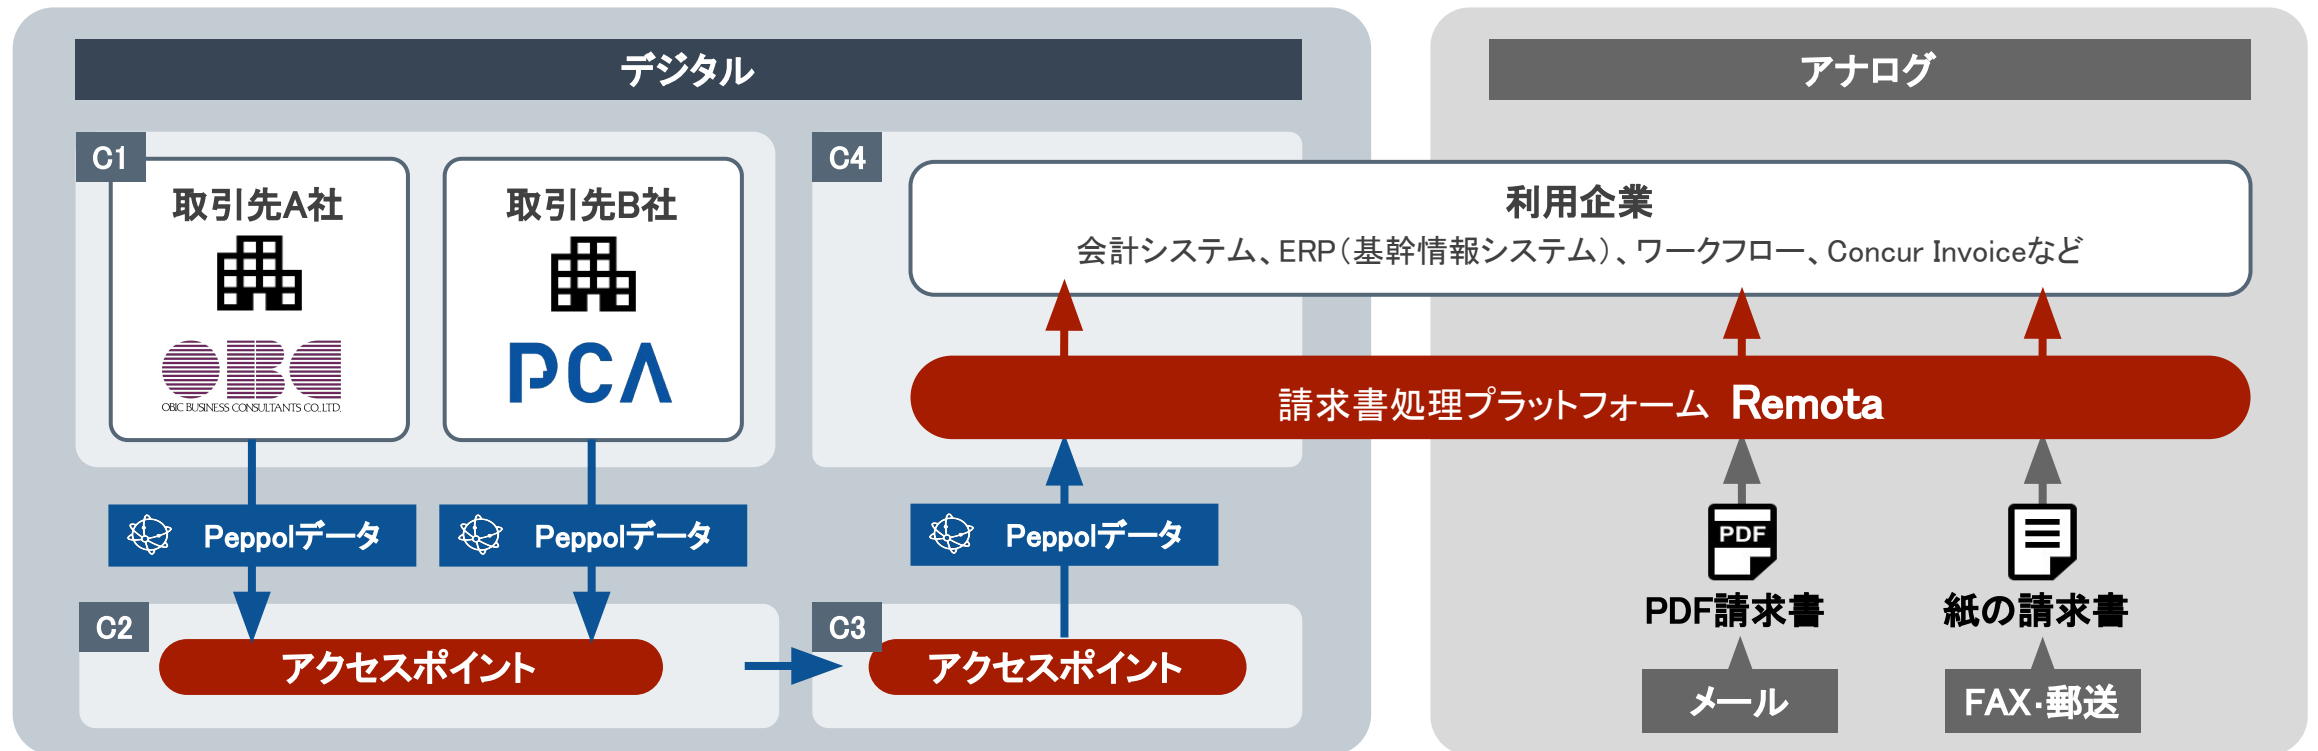 デジタル
アナログ
C1
取引先A社
OBC
OBIC BUSINESS CONSULTANTS CO.,LTD.
取引先B社
PCA
C4
利用企業
会計システム、ERP（基幹情報システム）、ワークフロー、Concur Invoiceなど
請求書処理プラットフォーム Remota
Peppolデータ
Peppolデータ
Peppolデータ
PDF
PDF請求書
紙の請求書
C2
アクセスポイント
C3
アクセスポイント
メール
FAX・郵送